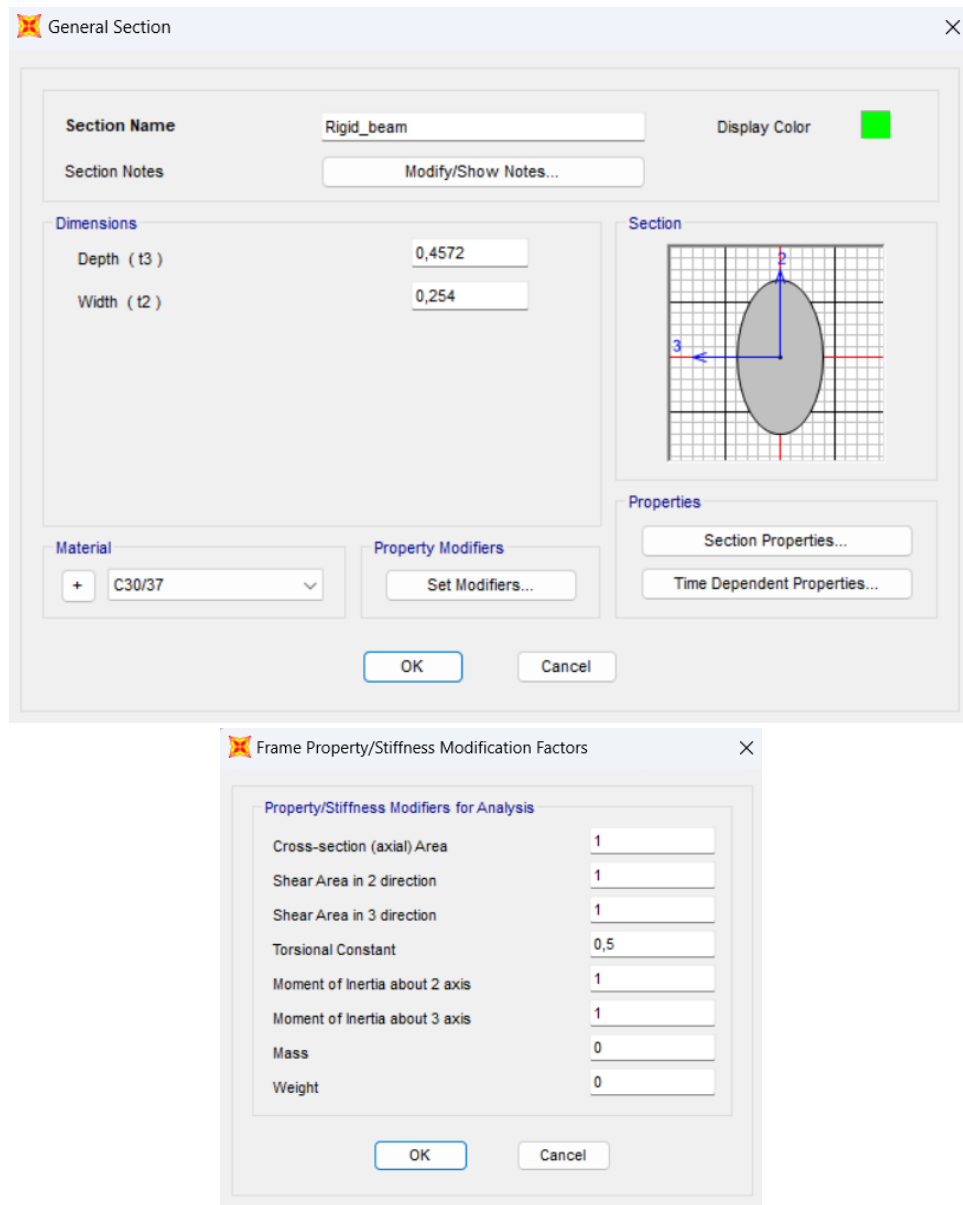 General Section
Section Name Rigid_beam Display Color
Section Notes Modify/Show Notes...
Dimensions
Depth ( t3 ) 0,4572
Width ( t2 ) 0,254
Section
2
3
Properties
Section Properties...
Time Dependent Properties...
Material
+ C30/37
Property Modifiers
Set Modifiers...
OK Cancel
Frame Property/Stiffness Modification Factors
Property/Stiffness Modifiers for Analysis
Cross-section (axial) Area 1
Shear Area in 2 direction 1
Shear Area in 3 direction 1
Torsional Constant 0,5
Moment of Inertia about 2 axis 1
Moment of Inertia about 3 axis 1
Mass 0
Weight 0
OK Cancel